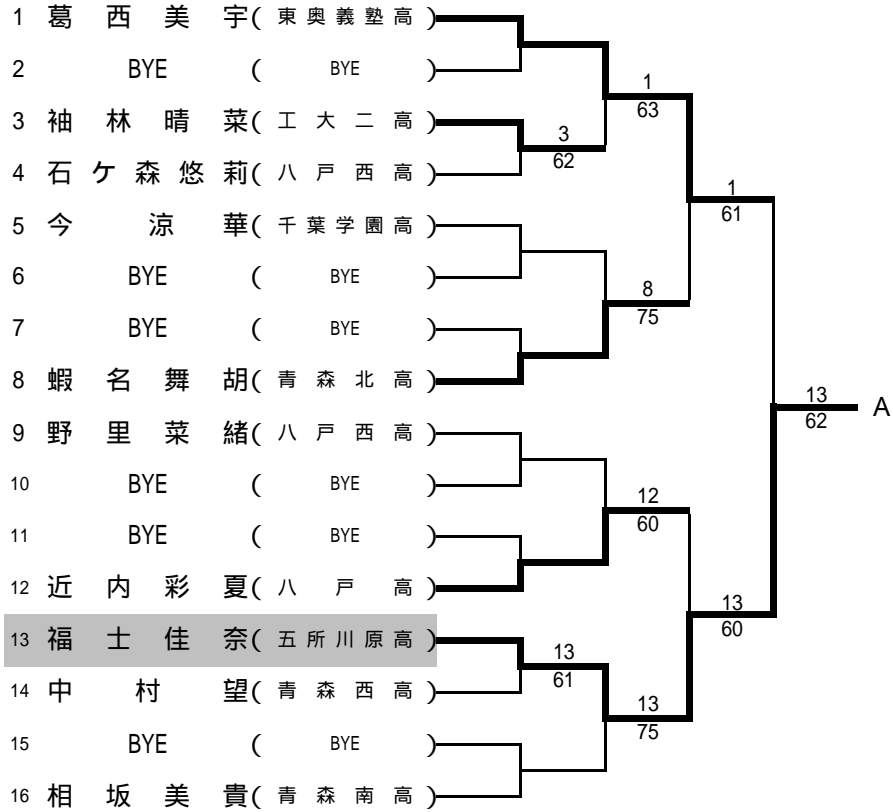 1 葛西美宇(東奥義塾高)
2 BYE (BYE)
1
63
3 袖林晴菜(工大二高)
3
62
4 石ケ森悠莉(八戸西高)
1
61
5 今涼華(千葉学園高)
6 BYE (BYE)
8
75
7 BYE (BYE)
8 蝦名舞胡(青森北高)
13
62
A
9 野里菜緒(八戸西高)
10 BYE (BYE)
12
60
11 BYE (BYE)
12 近内彩夏(八戸高)
13
60
13 福士佳奈(五所川原高)
13
61
14 中村望(青森西高)
13
75
15 BYE (BYE)
16 相坂美貴(青森南高)